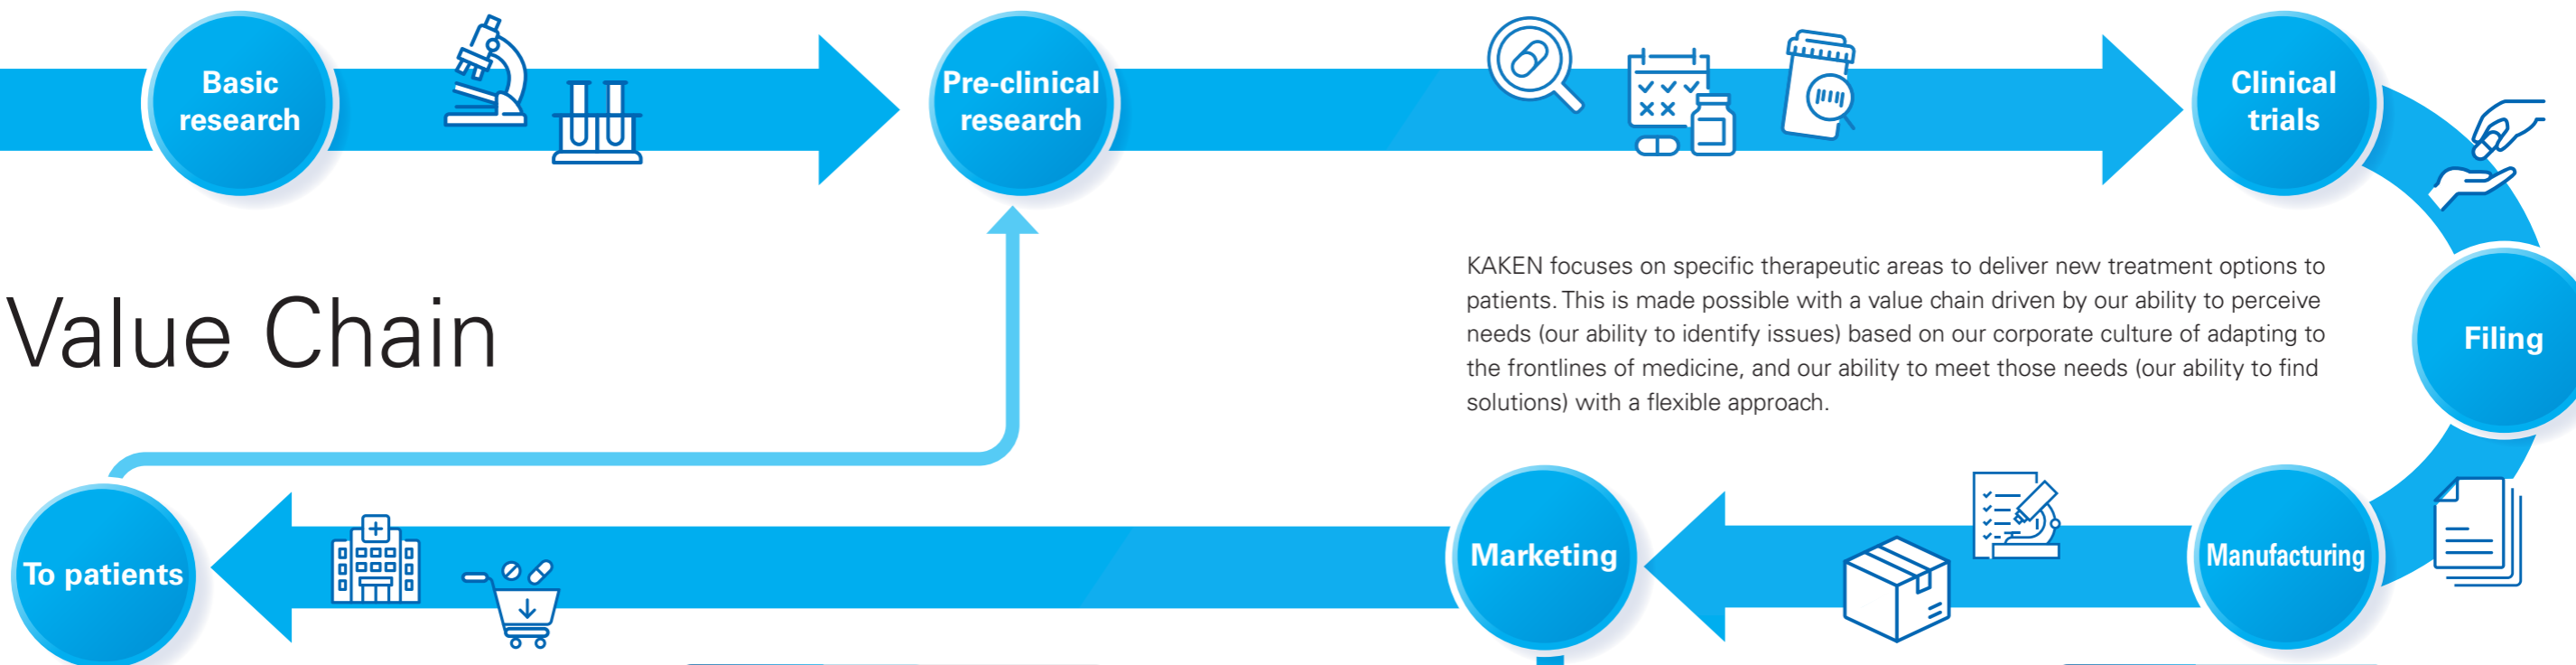 Basic
research
Pre-clinical
research
Clinical
trials
Value Chain
KAKEN focuses on specific therapeutic areas to deliver new treatment options to
patients. This is made possible with a value chain driven by our ability to perceive
needs (our ability to identify issues) based on our corporate culture of adapting to
the frontlines of medicine, and our ability to meet those needs (our ability to find
solutions) with a flexible approach.
Filing
To patients
Marketing
Manufacturing